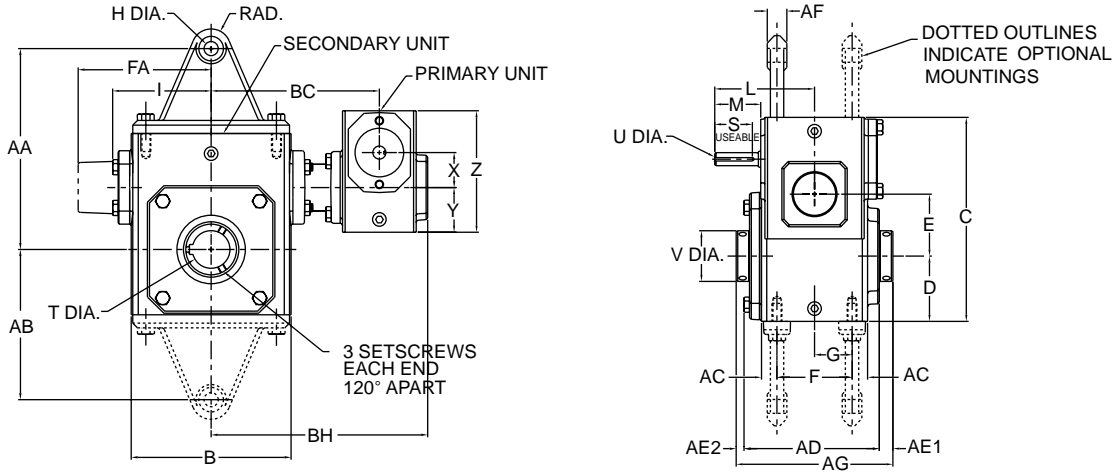 H DIA.
RAD.
SECONDARY UNIT
PRIMARY UNIT
FA
I
BC
AA
X
Z
Y
AB
T DIA.
3 SETSCREWS
EACH END
120° APART
BH
B
AF
DOTTED OUTLINES
INDICATE OPTIONAL
MOUNTINGS
L
M
S
USEABLE
U DIA.
C
E
V DIA.
D
G
AC
F
AC
AE2
AD
AE1
AG